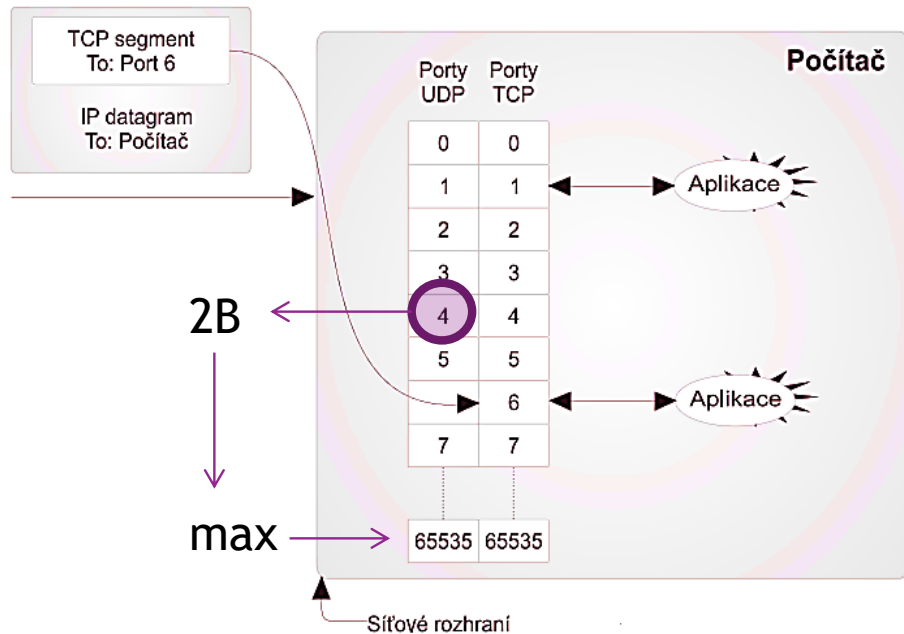 TCP segment
To: Port 6
IP datagram
To: Počítač
Počítač
Porty Porty
UDP TCP
0 0
1 1
Aplikace
2 2
3 3
2B
4 4
5 5
6
Aplikace
7 7
max
65535 65535
Síťové rozhraní